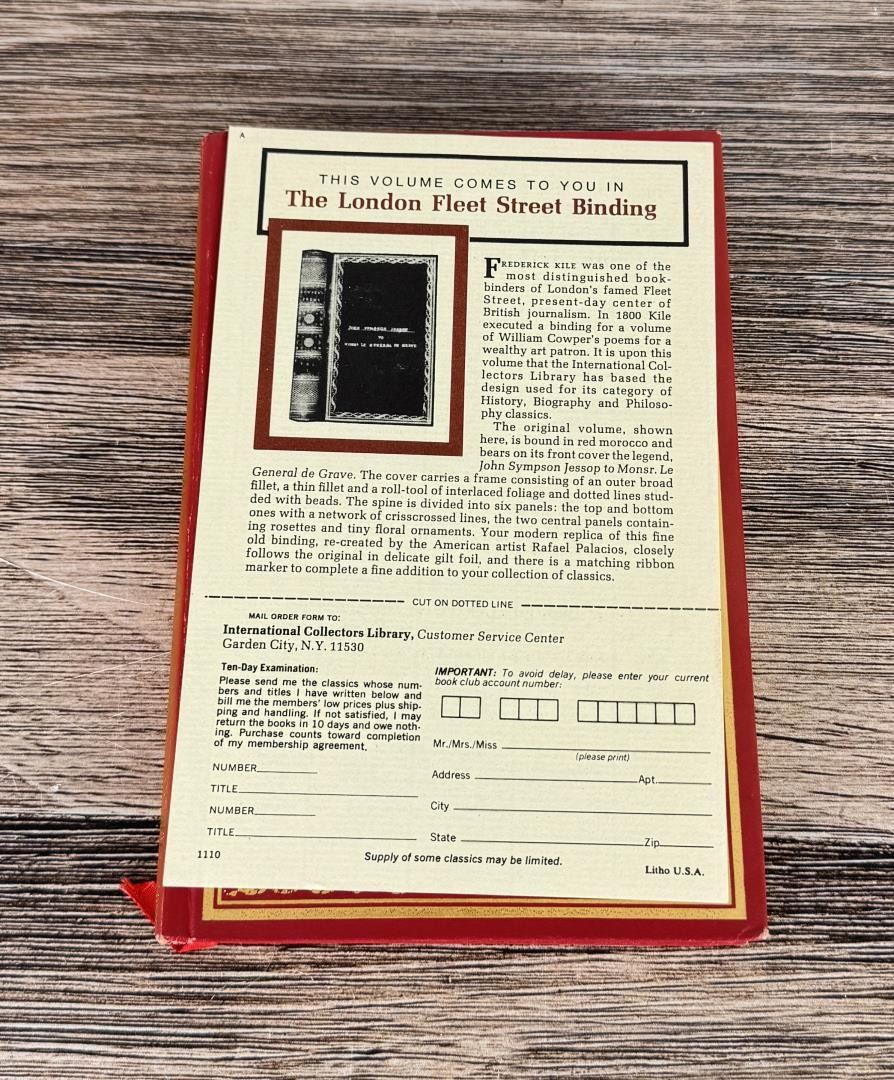 A
THIS VOLUME COMES TO YOU IN
The London Fleet Street Binding
FREDERICK KILE was one of the
most distinguished book-
binders of London's famed Fleet
Street, present-day center of
British journalism. In 1800 Kile
executed a binding for a volume
of William Cowper's poems for a
wealthy art patron. It is upon this
volume that the International Col-
lectors Library has based the
design used for its category of
History, Biography and Philoso-
phy classics.
The original volume, shown
here, is bound in red morocco and
bears on its front cover the legend,
John Sympson Jessop to Monsr. Le
General de Grave. The cover carries a frame consisting of an outer broad
fillet, a thin fillet and a roll-tool of interlaced foliage and dotted lines stud-
ded with beads. The spine is divided into six panels: the top and bottom
ones with a network of crisscrossed lines, the two central panels contain-
ing rosettes and tiny floral ornaments. Your modern replica of this fine
old binding, re-created by the American artist Rafael Palacios, closely
follows the original in delicate gilt foil, and there is a matching ribbon
marker to complete a fine addition to your collection of classics.
CUT ON DOTTED LINE
MAIL ORDER FORM TO:
International Collectors Library, Customer Service Center
Garden City, N.Y. 11530
Ten-Day Examination:
Please send me the classics whose num-
bers and titles I have written below and
bill me the members' low prices plus ship-
ping and handling. If not satisfied, I may
return the books in 10 days and owe noth-
ing. Purchase counts toward completion
of my membership agreement.
NUMBER
TITLE
NUMBER
TITLE
1110
IMPORTANT: To avoid delay, please enter your current
book club account number:
Mr./Mrs./Miss
(please print)
Address Apt.
City
State Zip
Supply of some classics may be limited.
Litho U.S.A.